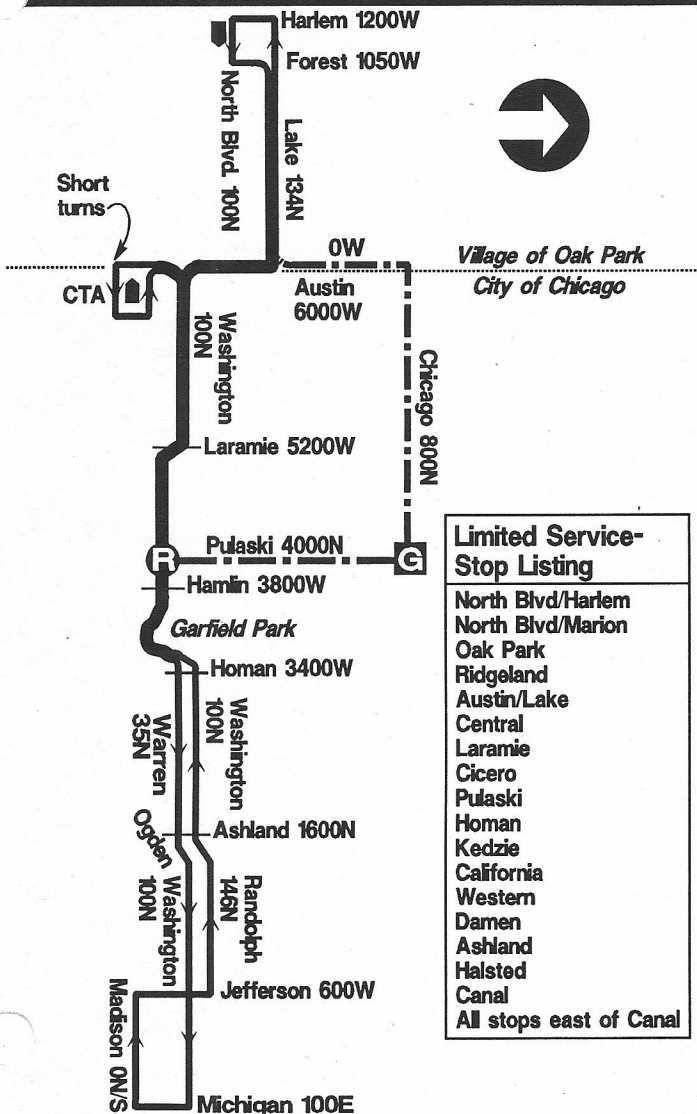 Harlem 1200W
Forest 1050W
North Blvd. 100N
Lake 134N
Short
turns
0W
Village of Oak Park
City of Chicago
CTA
Austin
6000W
Washington
100N
Chicago 800N
Laramie 5200W
Pulaski 4000N
R
G
Hamlin 3800W
Garfield Park
Homan 3400W
Warren
35N
Washington
100N
Ashland 1600N
Ogden
Washington
100N
Randolph
146N
Jefferson 600W
Madison 0N/S
Michigan 100E
Limited Service-
Stop Listing
North Blvd/Harlem
North Blvd/Marion
Oak Park
Ridgeland
Austin/Lake
Central
Laramie
Cicero
Pulaski
Homan
Kedzie
California
Western
Damen
Ashland
Halsted
Canal
All stops east of Canal